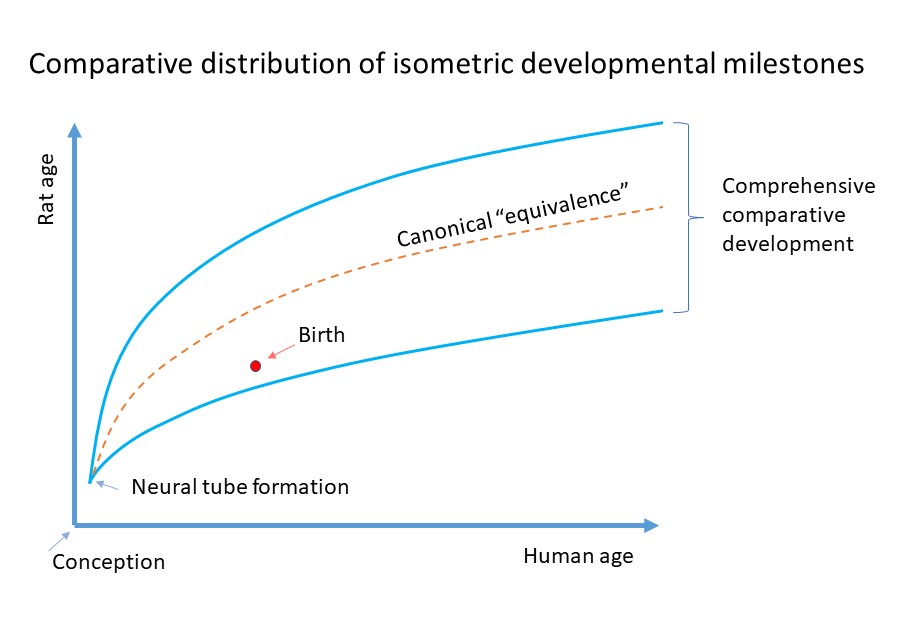 Comparative distribution of isometric developmental milestones
Rat age
Canonical “equivalence”
Comprehensive
comparative
development
Birth
Neural tube formation
Conception
Human age